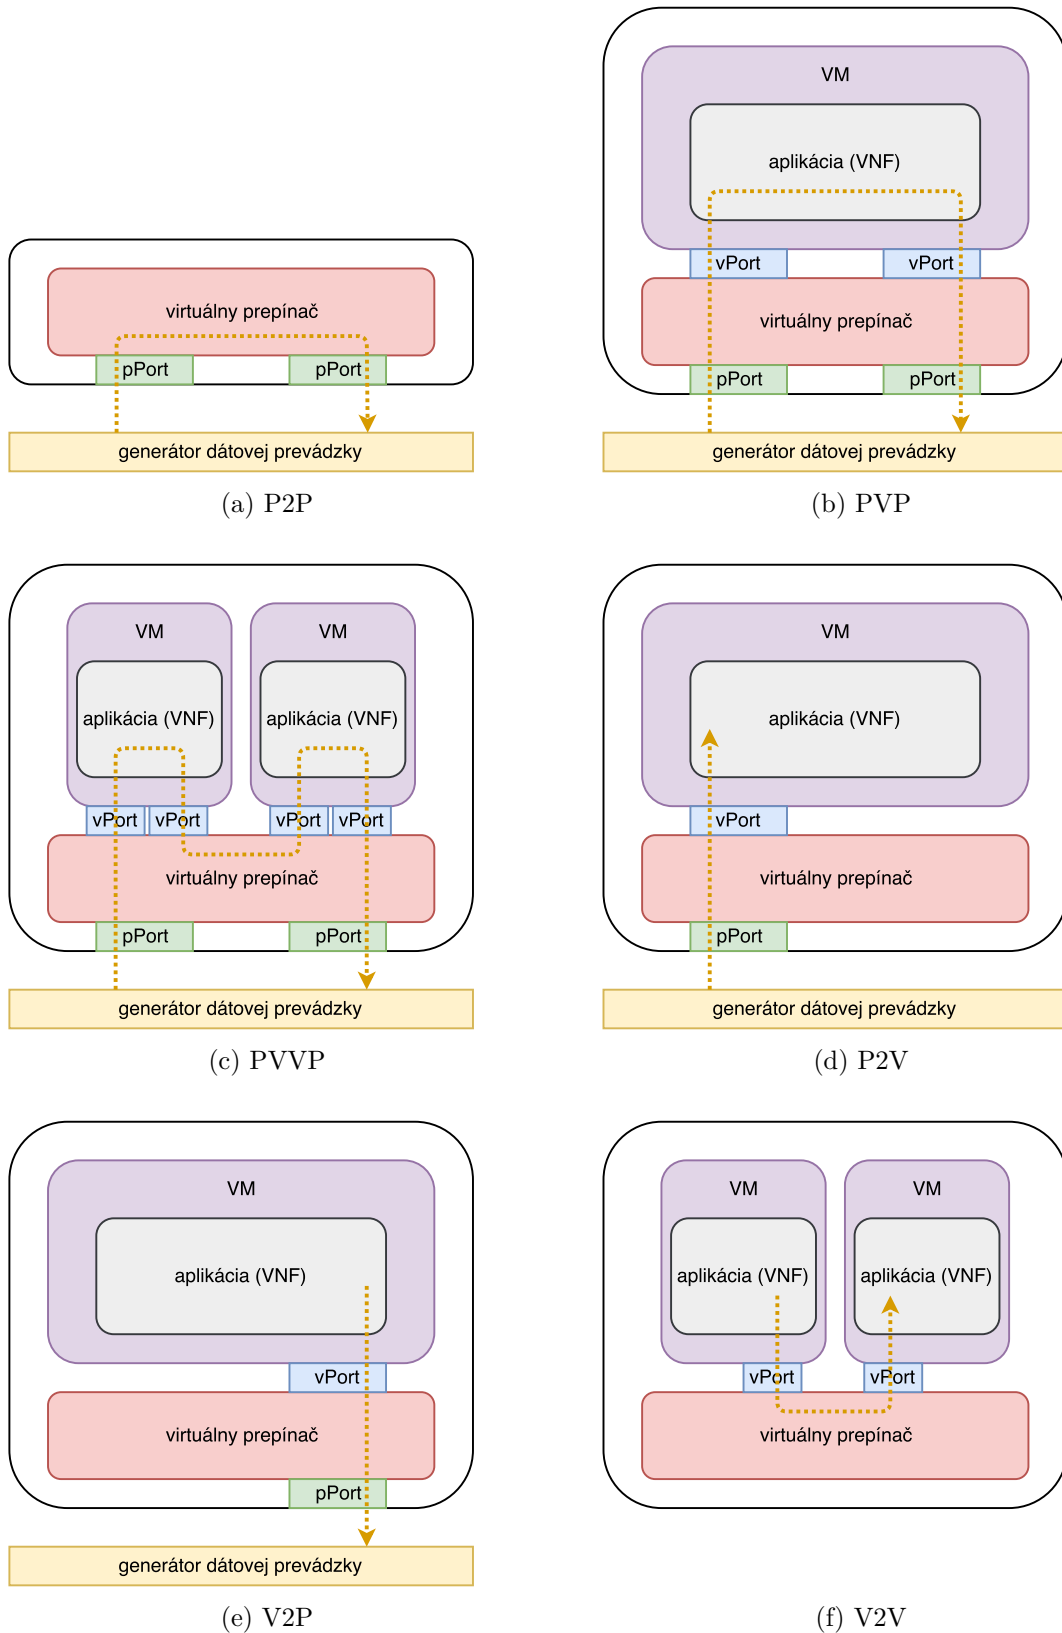 virtuálny prepínač
pPort pPort
generátor dátovej prevádzky
(a) P2P
VM
aplikácia (VNF)
vPort vPort
virtuálny prepínač
pPort pPort
generátor dátovej prevádzky
(b) PVP
VM VM
aplikácia (VNF) aplikácia (VNF)
vPort vPort vPort vPort
virtuálny prepínač
pPort pPort
generátor dátovej prevádzky
(c) PVVP
VM
aplikácia (VNF)
vPort
virtuálny prepínač
pPort
generátor dátovej prevádzky
(d) P2V
VM
aplikácia (VNF)
vPort
virtuálny prepínač
pPort
generátor dátovej prevádzky
(e) V2P
VM VM
aplikácia (VNF) aplikácia (VNF)
vPort vPort
virtuálny prepínač
(f) V2V